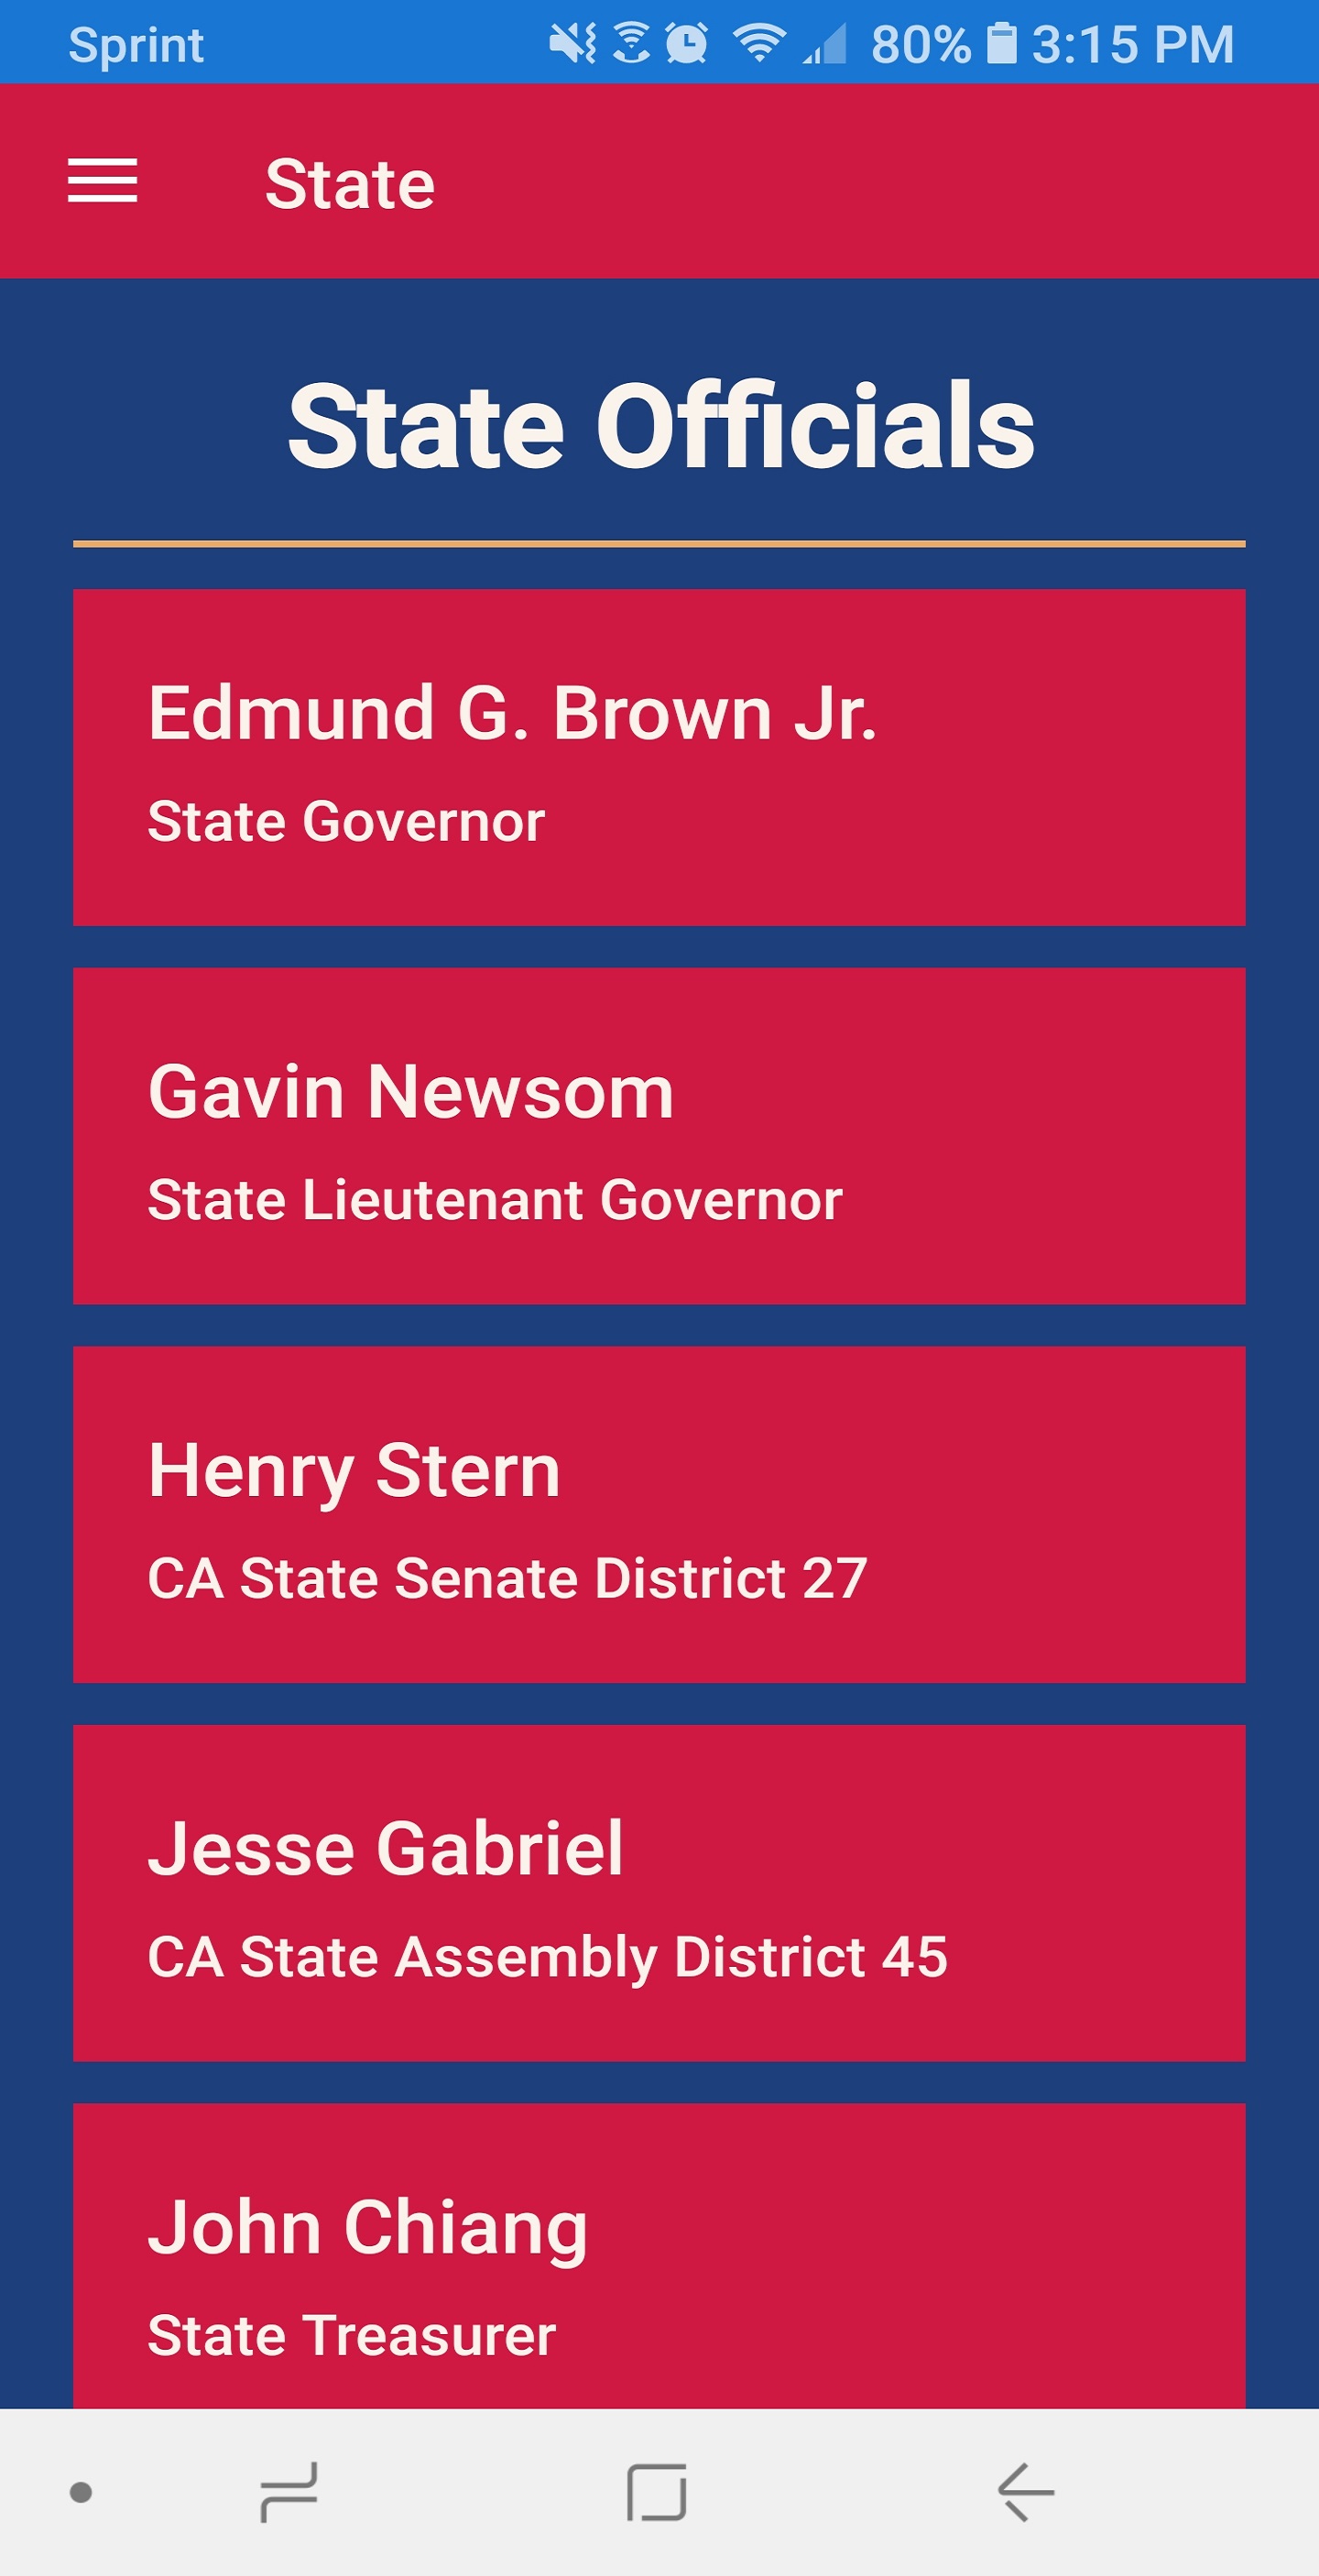 Sprint 80% 3:15 PM
State
State Officials
Edmund G. Brown Jr.
State Governor
Gavin Newsom
State Lieutenant Governor
Henry Stern
CA State Senate District 27
Jesse Gabriel
CA State Assembly District 45
John Chiang
State Treasurer